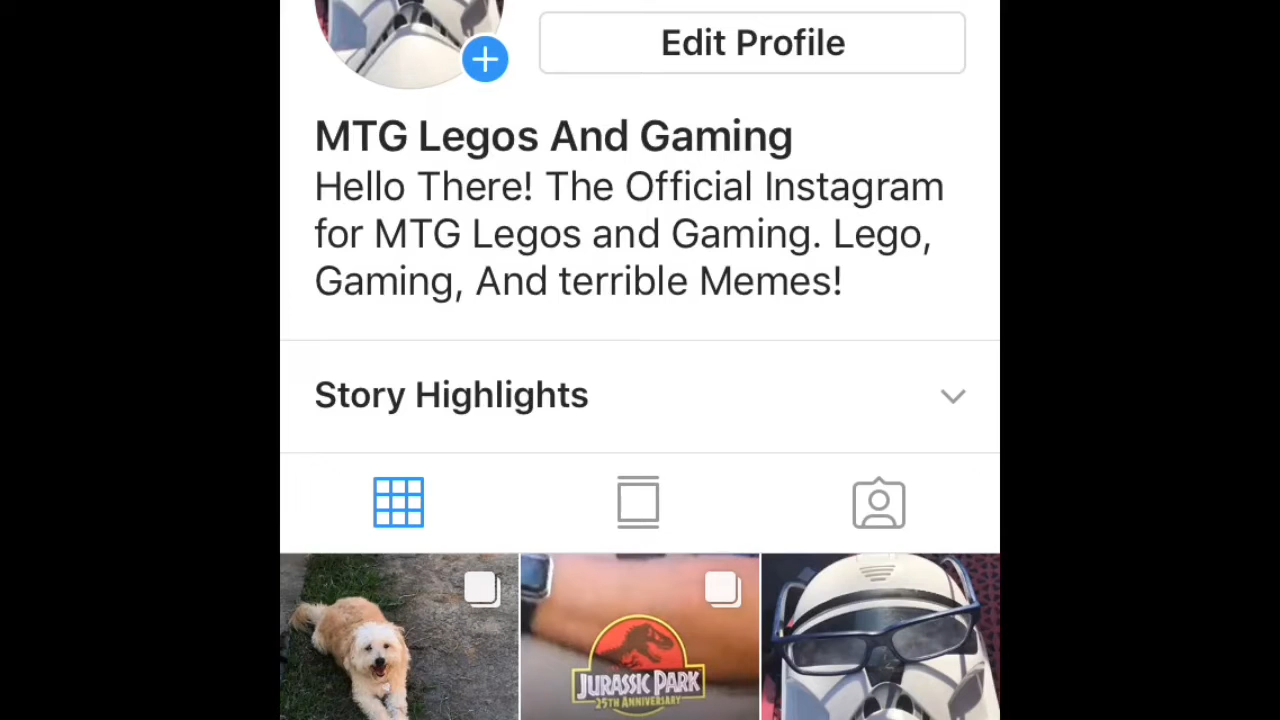 Edit Profile
MTG Legos And Gaming
Hello There! The Official Instagram
for MTG Legos and Gaming. Lego,
Gaming, And terrible Memes!
Story Highlights
JURASSIC PARK
25TH ANNIVERSARY